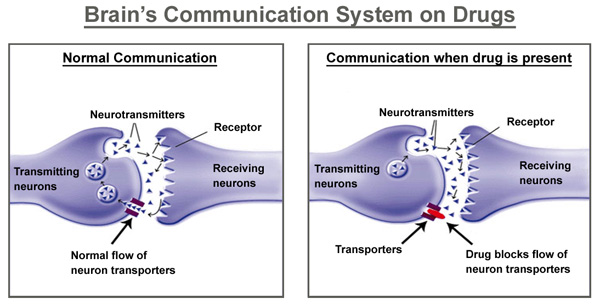 Brain's Communication System on Drugs
Normal Communication
Neurotransmitters
Receptor
Transmitting
neurons
Receiving
neurons
Normal flow of
neuron transporters
Communication when drug is present
Neurotransmitters
Receptor
Transmitting
neurons
Receiving
neurons
Transporters
Drug blocks flow of
neuron transporters